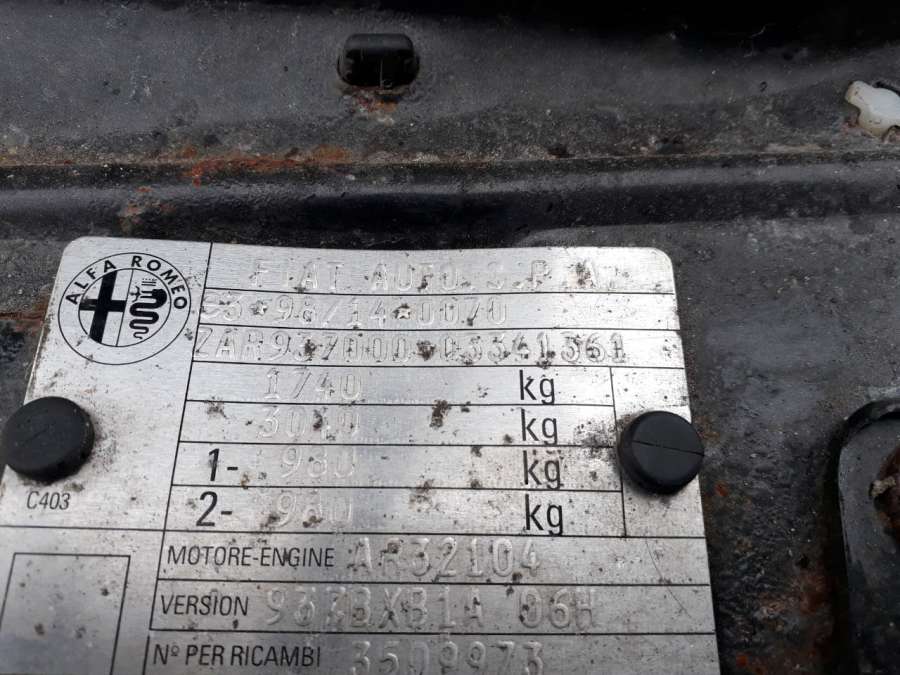 ALFA ROMEO
FIAT AUTO S.P.A.
e3*98/14*0070
ZAR93700003341361
1740 kg
3040 kg
1- 980 kg
2- 980 kg
C403
MOTORE-ENGINE AR32104
VERSION 937BXB1A 06H
Nº PER RICAMBI 3509973